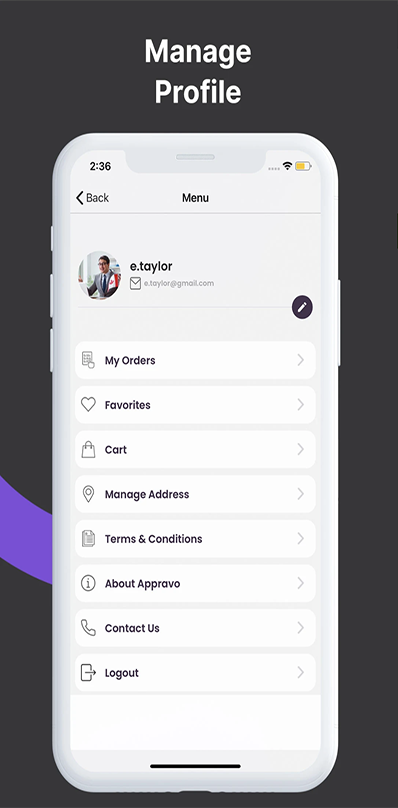 Manage
Profile
2:36
Back
Menu
e.taylor
e.taylor@gmail.com
My Orders
Favorites
Cart
Manage Address
Terms & Conditions
About Appravo
Contact Us
Logout